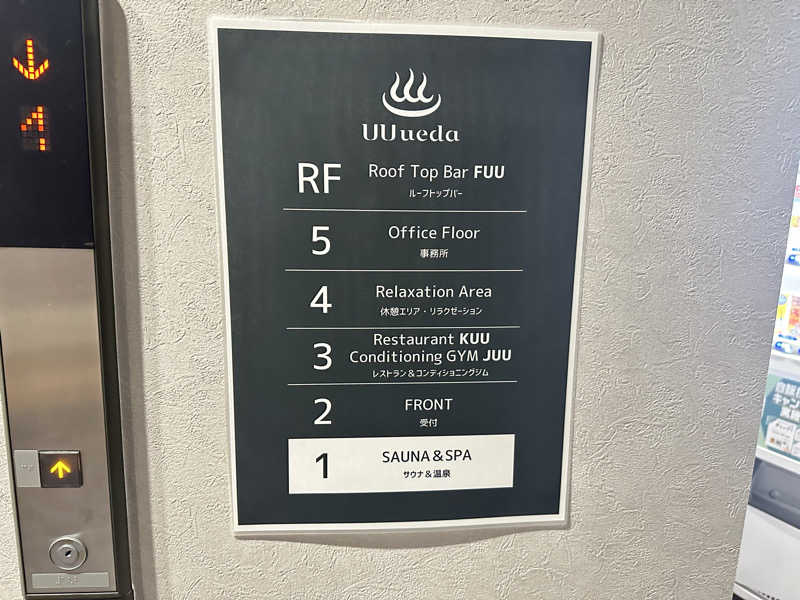 4
UUueda
RF
Roof Top Bar FUU
ルーフトップバー
5
Office Floor
事務所
4
Relaxation Area
休憩エリア・リラクゼーション
3
Restaurant KUU
Conditioning GYM JUU
レストラン＆コンディショニングジム
2
FRONT
受付
1
SAUNA＆SPA
サウナ＆温泉